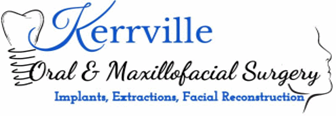 Kerrville
Oral & Maxillofacial Surgery
Implants, Extractions, Facial Reconstruction